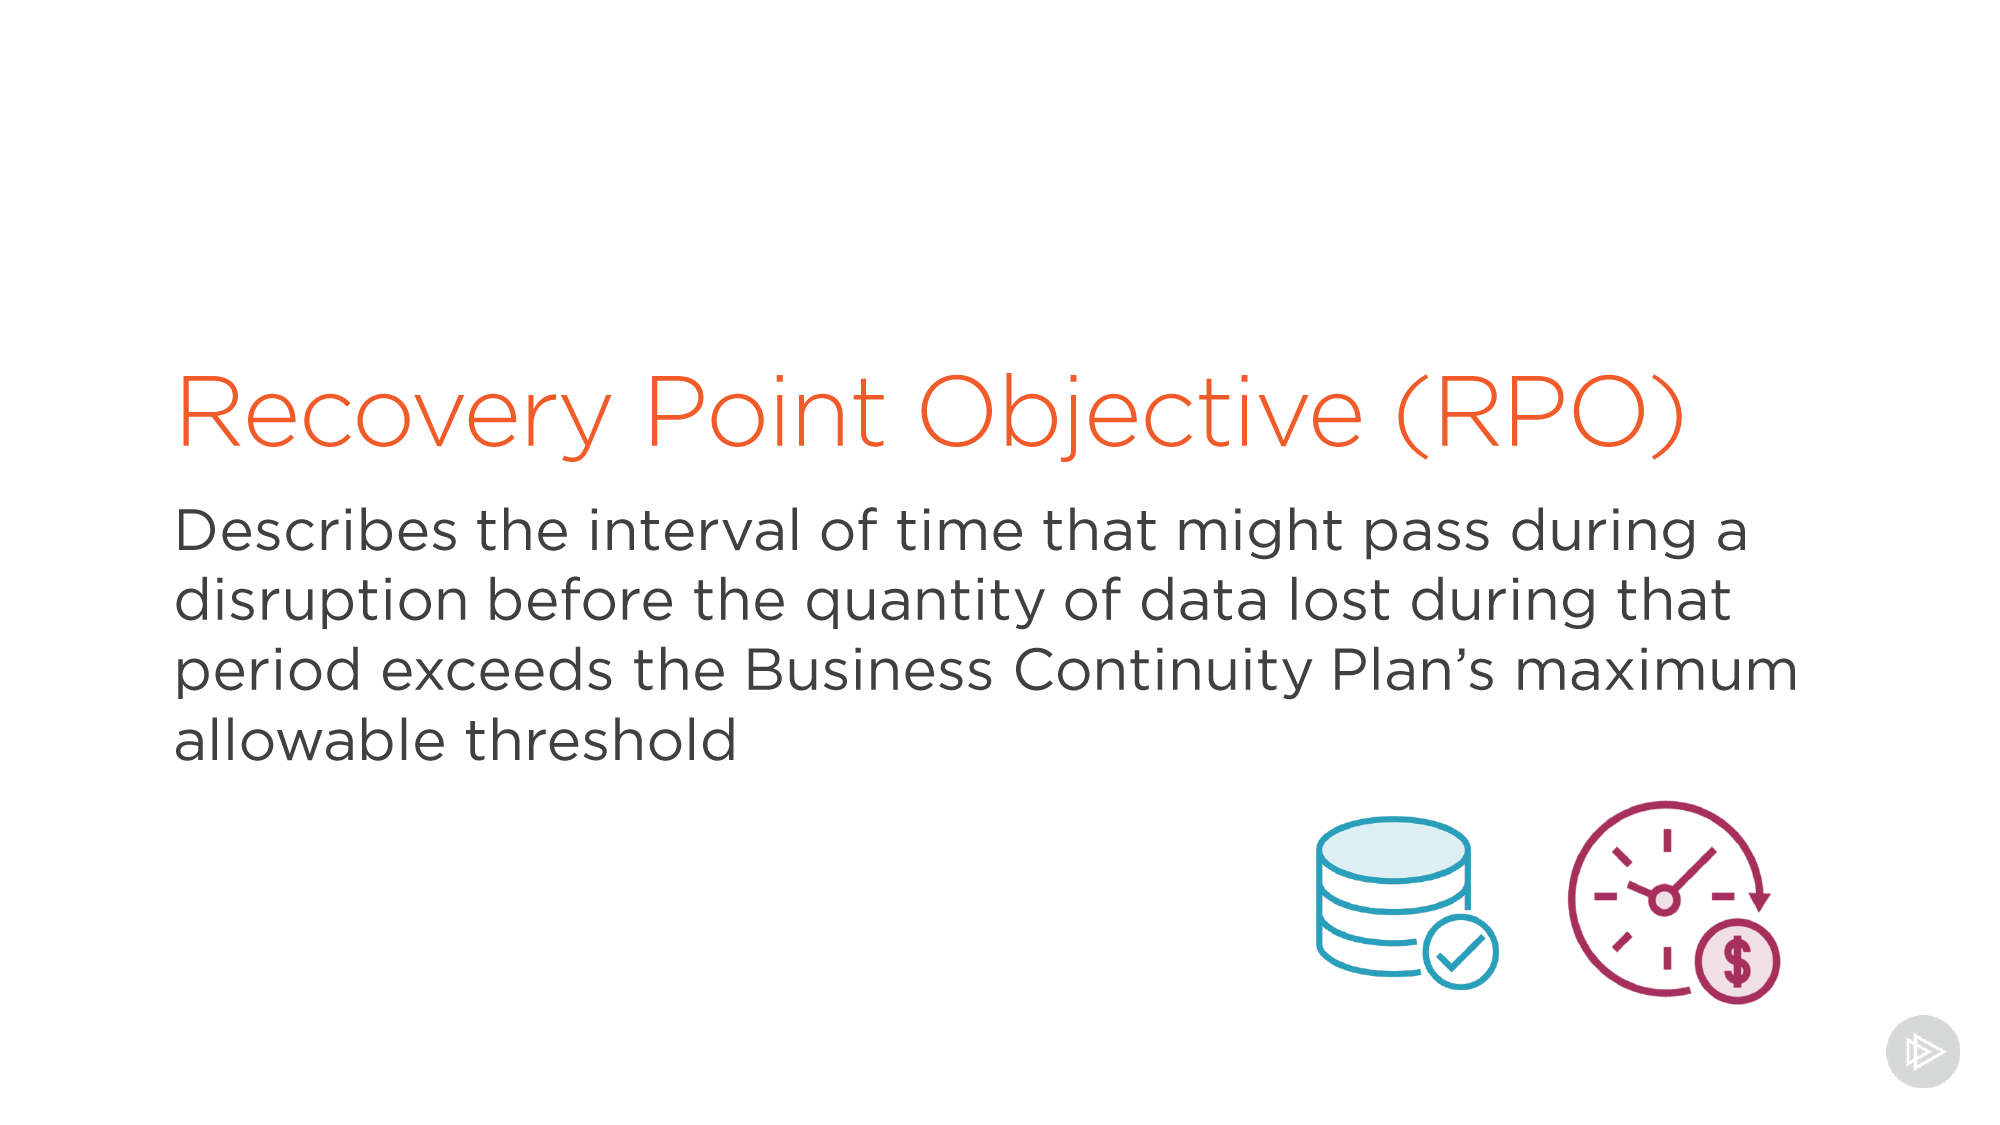 Recovery Point Objective (RPO)
Describes the interval of time that might pass during a
disruption before the quantity of data lost during that
period exceeds the Business Continuity Plan’s maximum
allowable threshold
$